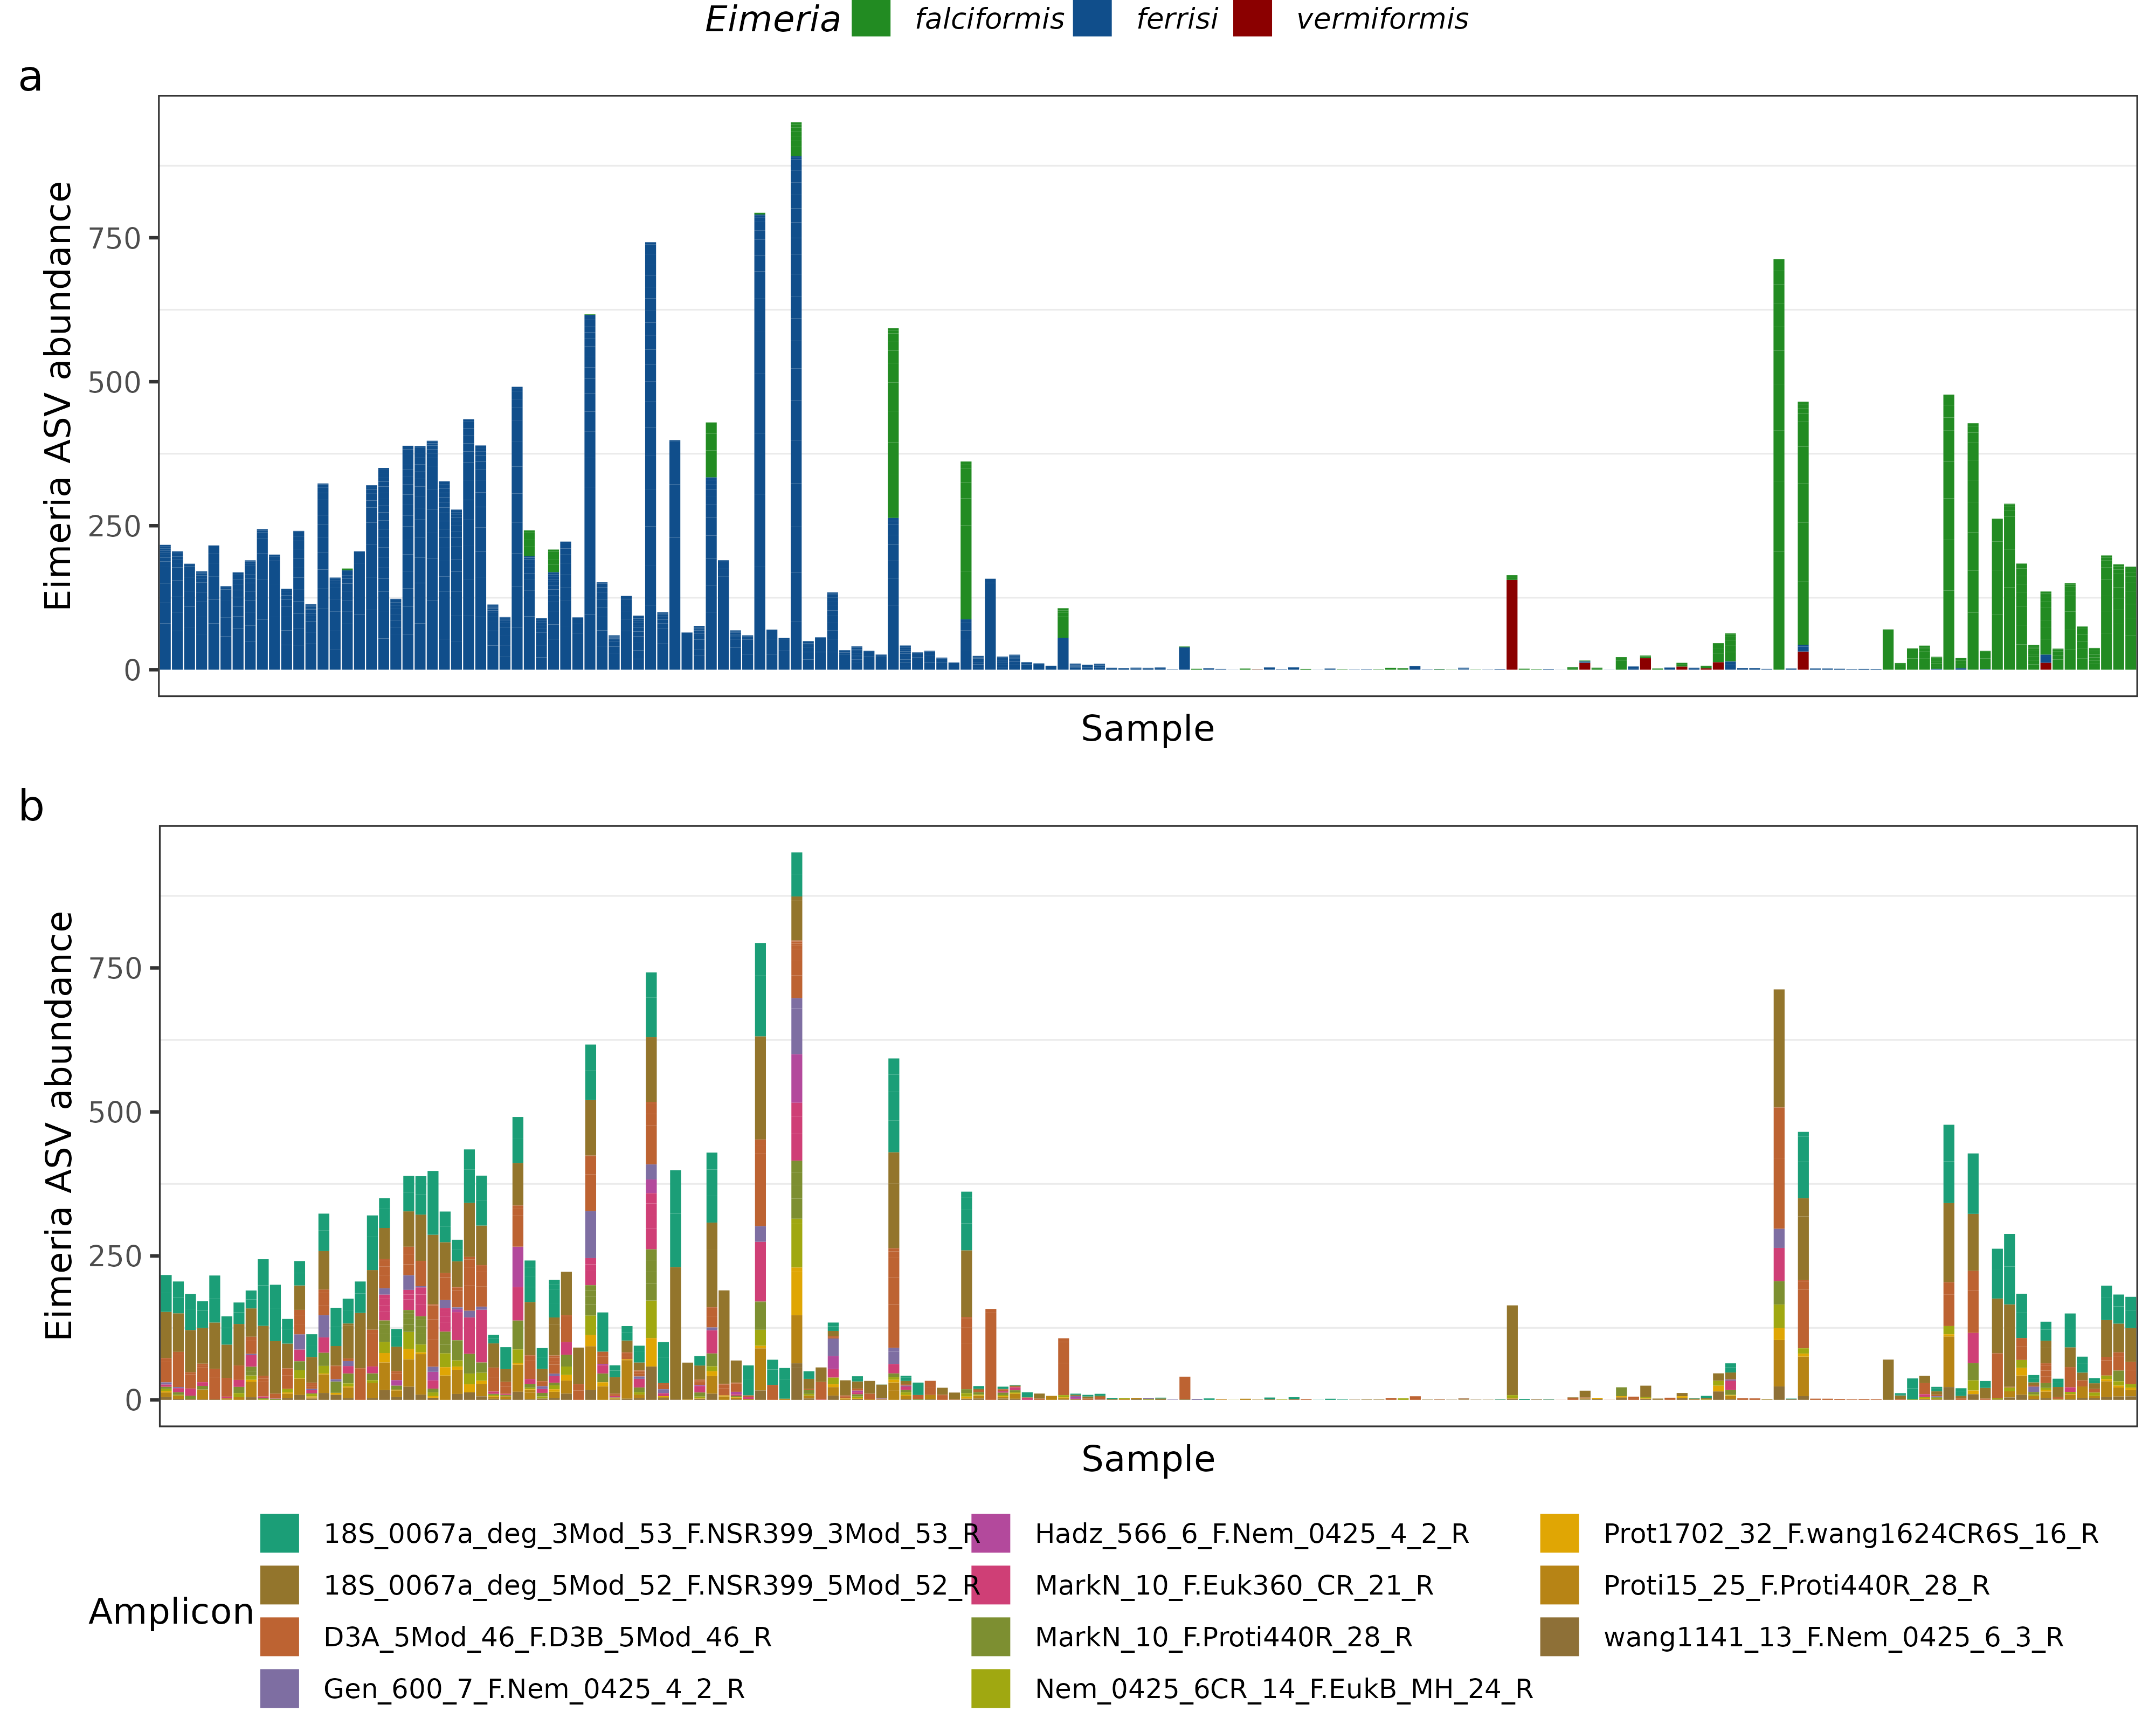 Eimeria falciformis ferrisi vermiformis
a
Eimeria ASV abundance
750
500
250
0
Sample
b
Eimeria ASV abundance
750
500
250
0
Sample
Amplicon
18S_0067a_deg_3Mod_53_F.NSR399_3Mod_53_R
18S_0067a_deg_5Mod_52_F.NSR399_5Mod_52_R
D3A_5Mod_46_F.D3B_5Mod_46_R
Gen_600_7_F.Nem_0425_4_2_R
Hadz_566_6_F.Nem_0425_4_2_R
MarkN_10_F.Euk360_CR_21_R
MarkN_10_F.Proti440R_28_R
Nem_0425_6CR_14_F.EukB_MH_24_R
Prot1702_32_F.wang1624CR6S_16_R
Proti15_25_F.Proti440R_28_R
wang1141_13_F.Nem_0425_6_3_R